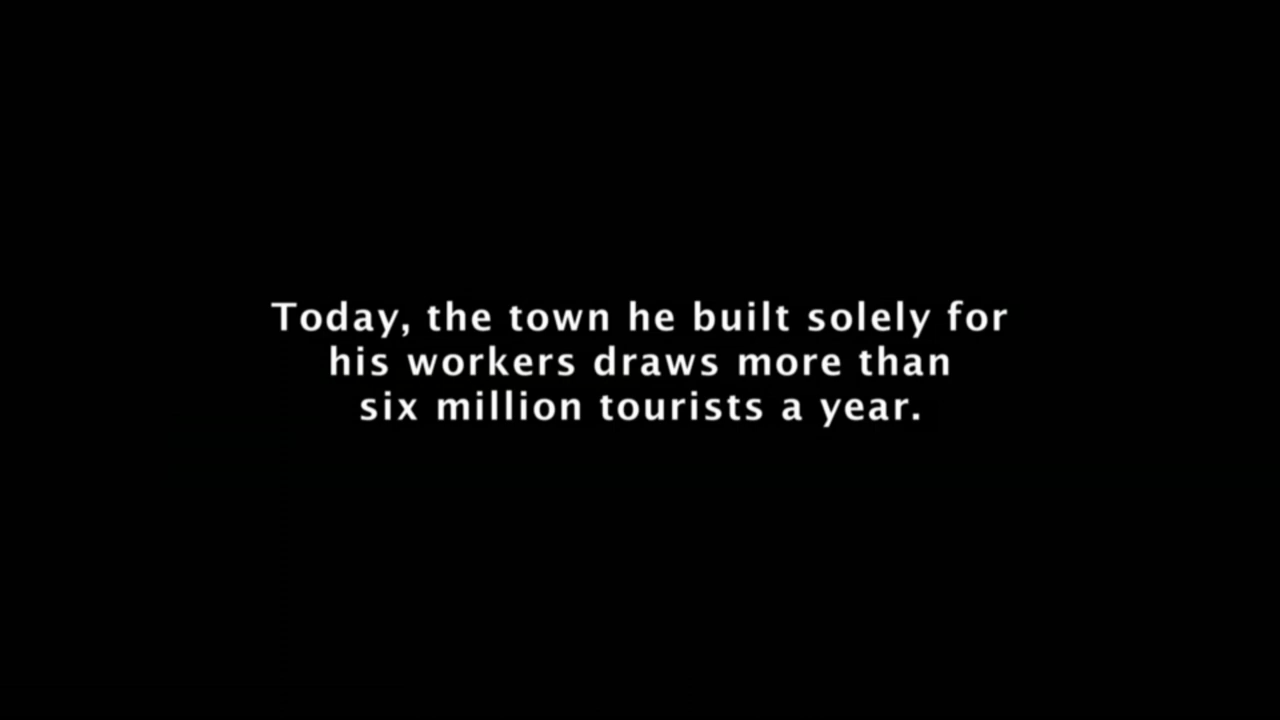 Today, the town he built solely for
his workers draws more than
six million tourists a year.